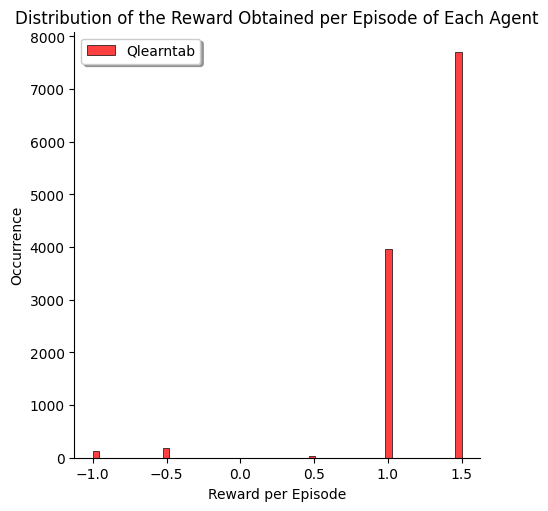 Distribution of the Reward Obtained per Episode of Each Agent
Qlearntab
8000
7000
6000
5000
4000
3000
2000
1000
0
Occurrence
−1.0 −0.5 0.0 0.5 1.0 1.5
Reward per Episode